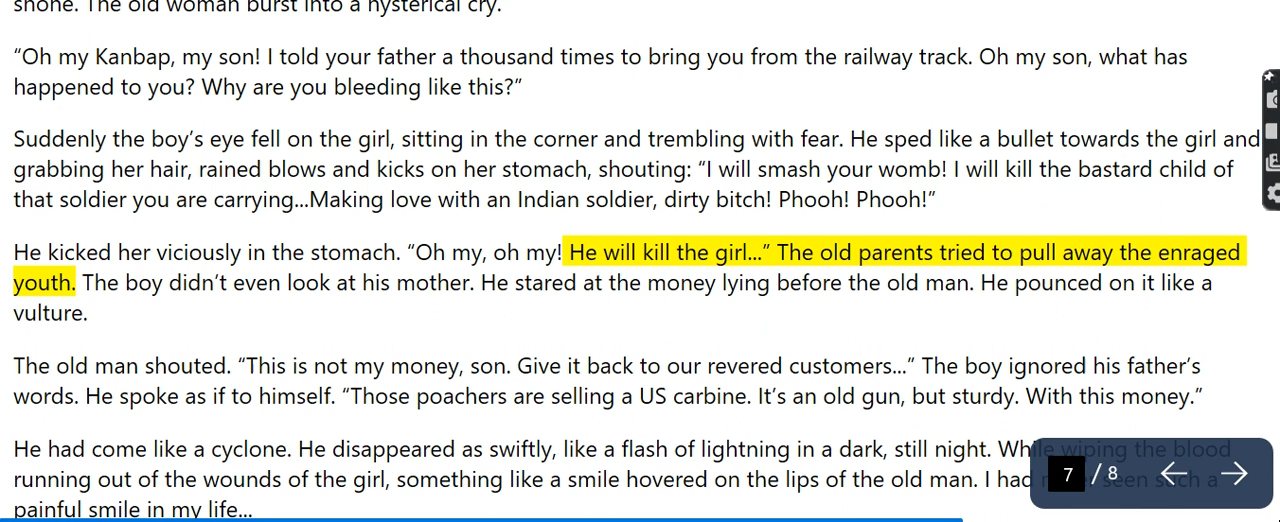 shone. The old woman burst into a hysterical cry.
“Oh my Kanbap, my son! I told your father a thousand times to bring you from the railway track. Oh my son, what has
happened to you? Why are you bleeding like this?”
Suddenly the boy’s eye fell on the girl, sitting in the corner and trembling with fear. He sped like a bullet towards the girl and
grabbing her hair, rained blows and kicks on her stomach, shouting: “I will smash your womb! I will kill the bastard child of
that soldier you are carrying...Making love with an Indian soldier, dirty bitch! Phooh! Phooh!”
He kicked her viciously in the stomach. “Oh my, oh my! He will kill the girl...” The old parents tried to pull away the enraged
youth. The boy didn’t even look at his mother. He stared at the money lying before the old man. He pounced on it like a
vulture.
The old man shouted. “This is not my money, son. Give it back to our revered customers...” The boy ignored his father’s
words. He spoke as if to himself. “Those poachers are selling a US carbine. It’s an old gun, but sturdy. With this money.”
He had come like a cyclone. He disappeared as swiftly, like a flash of lightning in a dark, still night. While wiping the blood
running out of the wounds of the girl, something like a smile hovered on the lips of the old man. I had never seen such a
painful smile in my life...
7 / 8